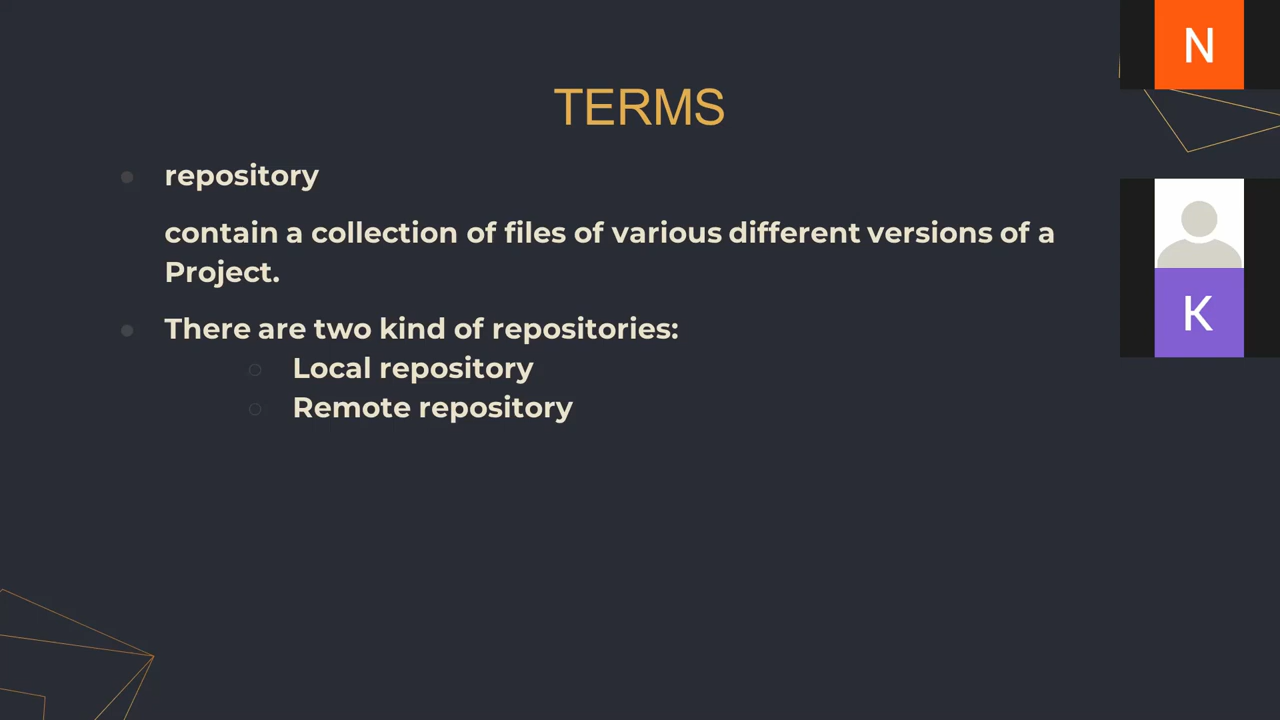 TERMS
repository
contain a collection of files of various different versions of a
Project.
There are two kind of repositories:
Local repository
Remote repository
N
K